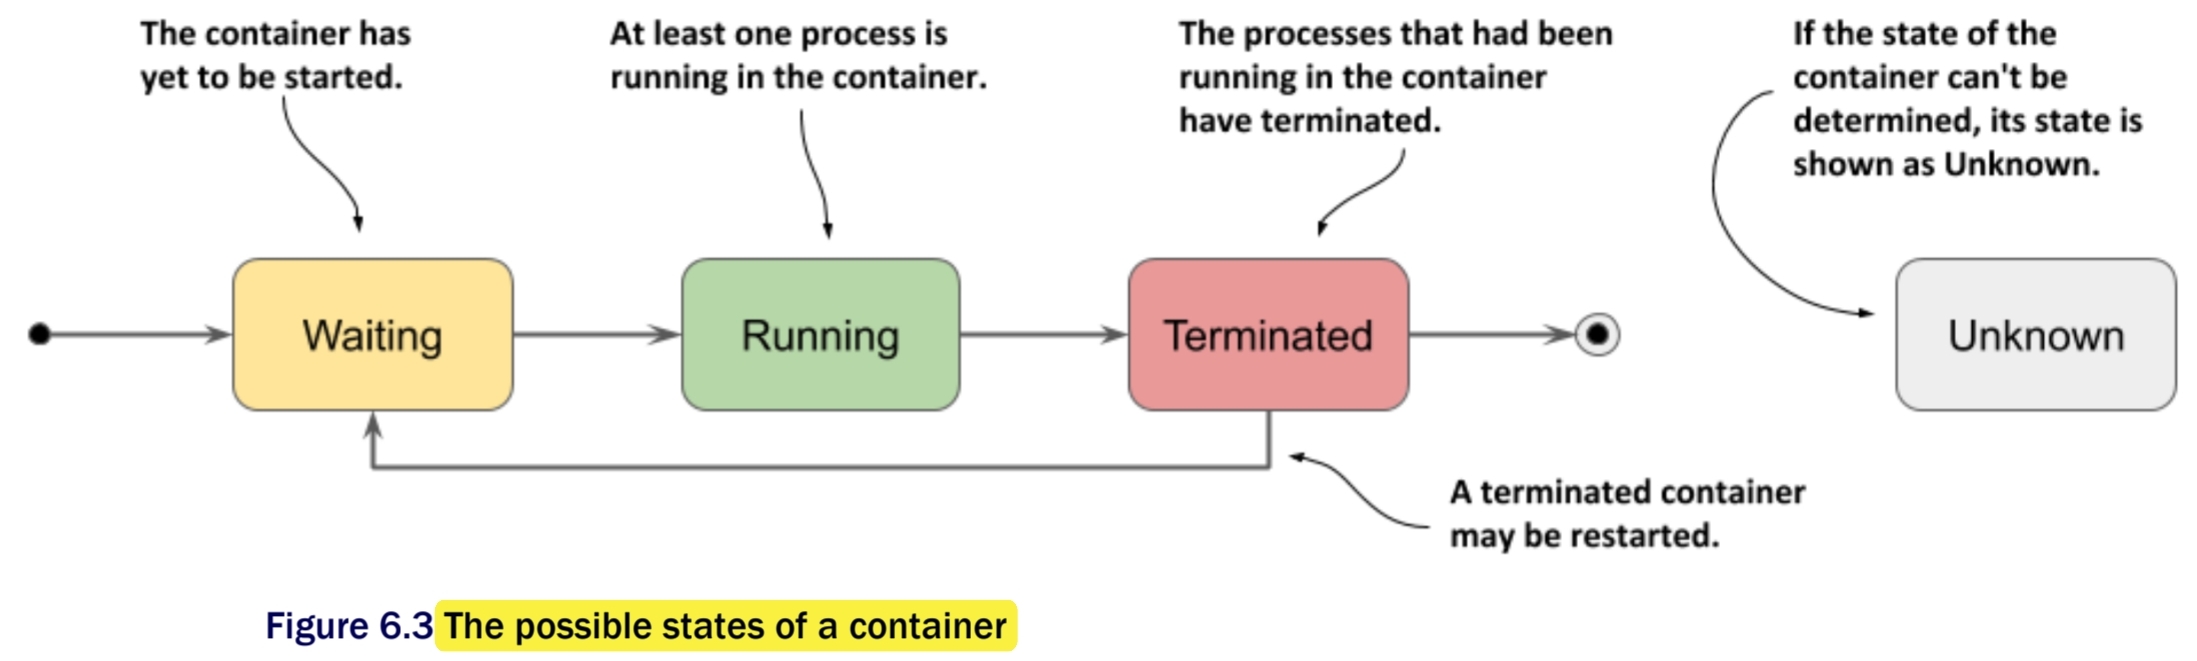 The container has
yet to be started.
At least one process is
running in the container.
The processes that had been
running in the container
have terminated.
If the state of the
container can't be
determined, its state is
shown as Unknown.
Waiting
Running
Terminated
Unknown
A terminated container
may be restarted.
Figure 6.3 The possible states of a container